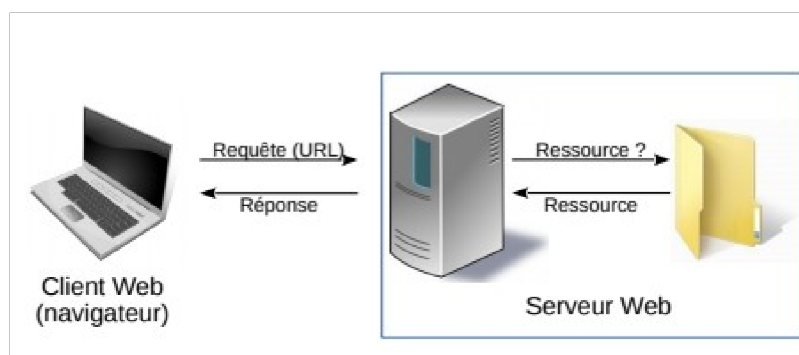 Requête (URL)
Réponse
Ressource ?
Ressource
Client Web
(navigateur)
Serveur Web